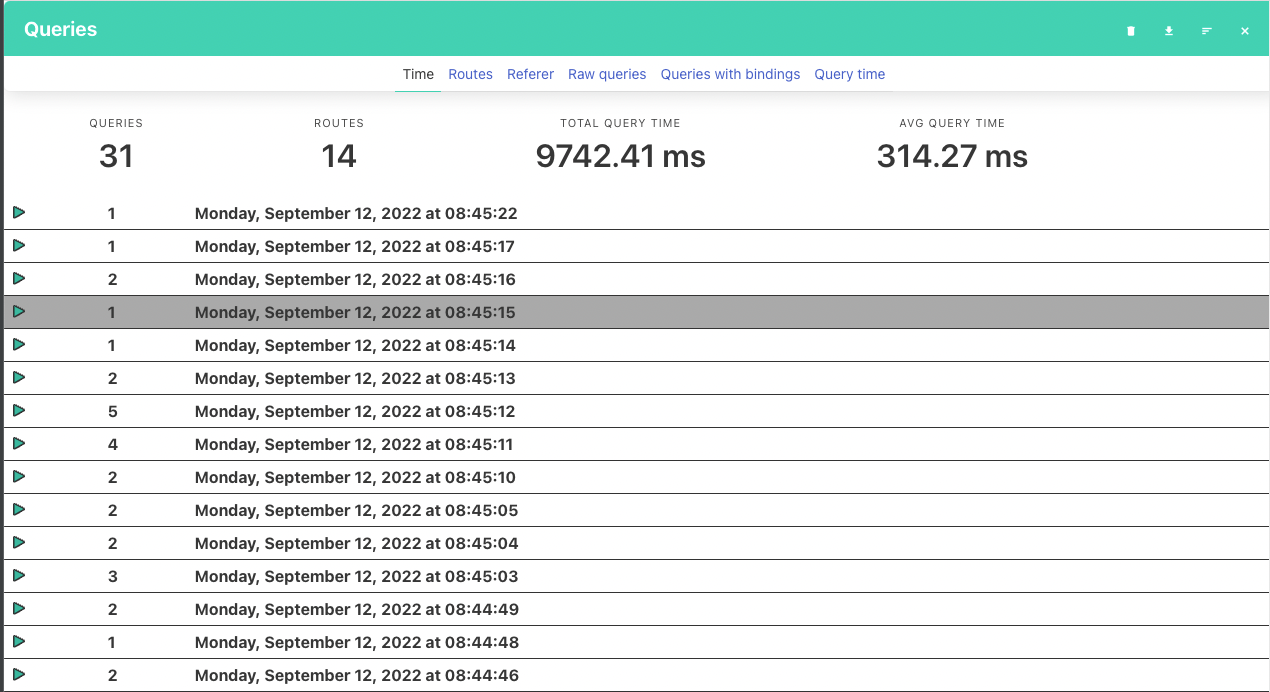 Queries
Time Routes Referer Raw queries Queries with bindings Query time
QUERIES ROUTES TOTAL QUERY TIME AVG QUERY TIME
31 14 9742.41 ms 314.27 ms
1 Monday, September 12, 2022 at 08:45:22
1 Monday, September 12, 2022 at 08:45:17
2 Monday, September 12, 2022 at 08:45:16
1 Monday, September 12, 2022 at 08:45:15
1 Monday, September 12, 2022 at 08:45:14
2 Monday, September 12, 2022 at 08:45:13
5 Monday, September 12, 2022 at 08:45:12
4 Monday, September 12, 2022 at 08:45:11
2 Monday, September 12, 2022 at 08:45:10
2 Monday, September 12, 2022 at 08:45:05
2 Monday, September 12, 2022 at 08:45:04
3 Monday, September 12, 2022 at 08:45:03
2 Monday, September 12, 2022 at 08:44:49
1 Monday, September 12, 2022 at 08:44:48
2 Monday, September 12, 2022 at 08:44:46